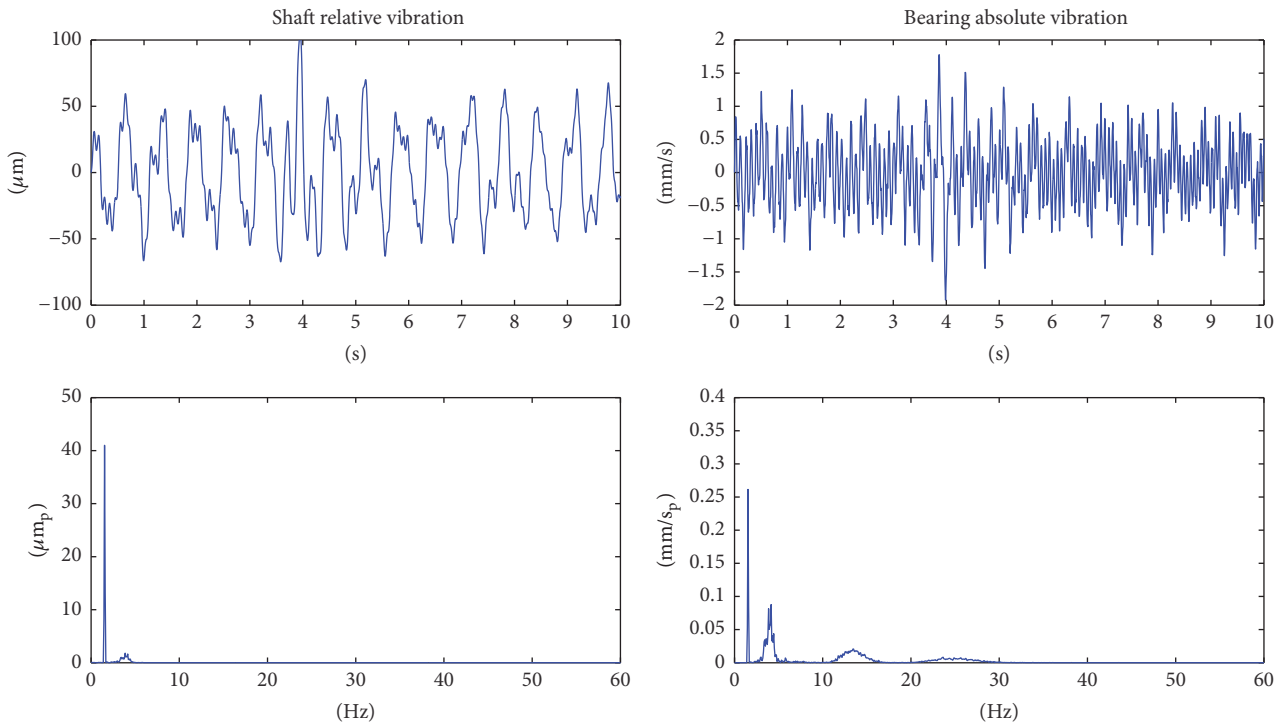 Shaft relative vibration
100
50
0
−50
−100
(μm)
0 1 2 3 4 5 6 7 8 9 10
(s)
Bearing absolute vibration
2
1.5
1
0.5
0
−0.5
−1
−1.5
−2
(mm/s)
0 1 2 3 4 5 6 7 8 9 10
(s)
50
40
30
20
10
0
(μmp)
0 10 20 30 40 50 60
(Hz)
0.4
0.35
0.3
0.25
0.2
0.15
0.1
0.05
0
(mm/sp)
0 10 20 30 40 50 60
(Hz)